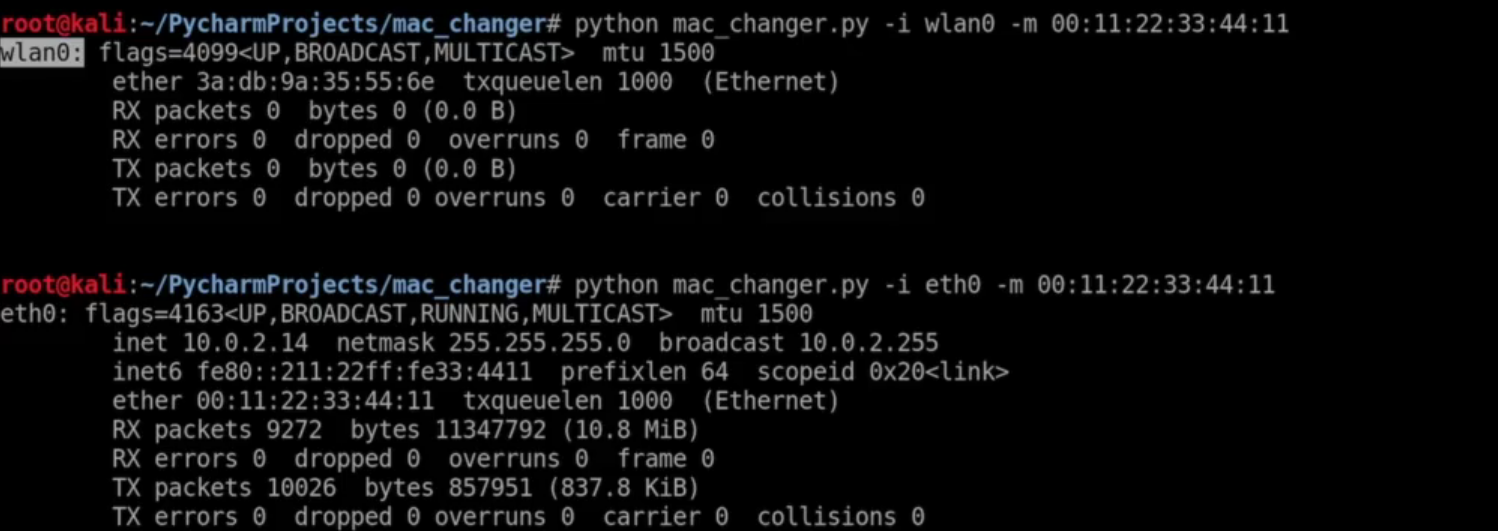 root@kali:~/PycharmProjects/mac_changer# python mac_changer.py -i wlan0 -m 00:11:22:33:44:11
wlan0: flags=4099<UP,BROADCAST,MULTICAST>  mtu 1500
        ether 3a:db:9a:35:55:6e  txqueuelen 1000  (Ethernet)
        RX packets 0  bytes 0 (0.0 B)
        RX errors 0  dropped 0  overruns 0  frame 0
        TX packets 0  bytes 0 (0.0 B)
        TX errors 0  dropped 0 overruns 0  carrier 0  collisions 0
root@kali:~/PycharmProjects/mac_changer# python mac_changer.py -i eth0 -m 00:11:22:33:44:11
eth0: flags=4163<UP,BROADCAST,RUNNING,MULTICAST>  mtu 1500
        inet 10.0.2.14  netmask 255.255.255.0  broadcast 10.0.2.255
        inet6 fe80::211:22ff:fe33:4411  prefixlen 64  scopeid 0x20<link>
        ether 00:11:22:33:44:11  txqueuelen 1000  (Ethernet)
        RX packets 9272  bytes 11347792 (10.8 MiB)
        RX errors 0  dropped 0  overruns 0  frame 0
        TX packets 10026  bytes 857951 (837.8 KiB)
        TX errors 0  dropped 0 overruns 0  carrier 0  collisions 0